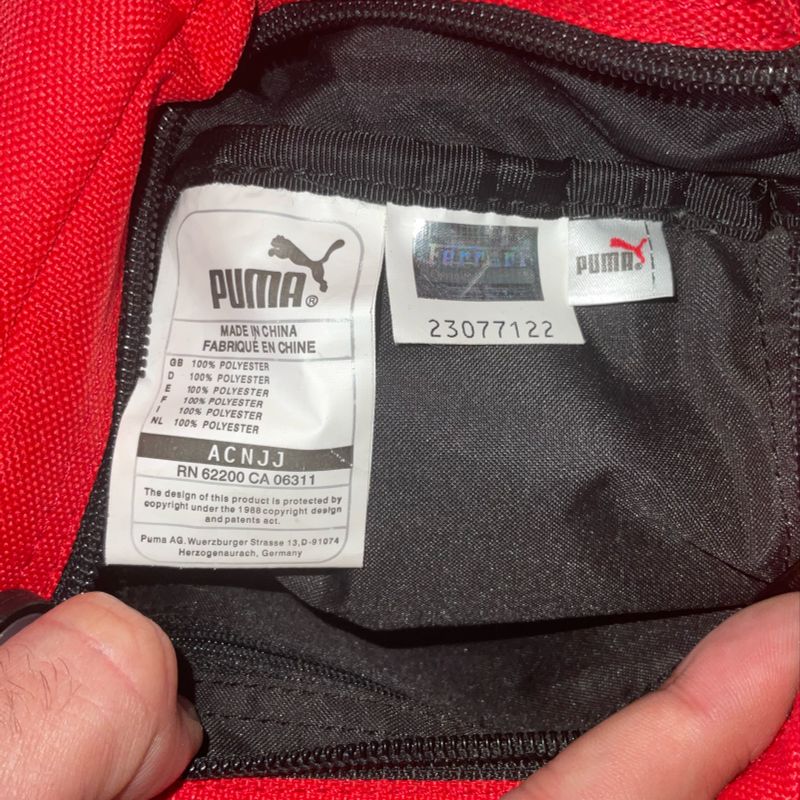 PUMA®
MADE IN CHINA
FABRIQUÉ EN CHINE
GB 100% POLYESTER
D 100% POLYESTER
E 100% POLYESTER
F 100% POLYESTER
I 100% POLYESTER
NL 100% POLYESTER
ACNJJ
RN 62200 CA 06311
The design of this product is protected by
copyright under the 1988 copyright design
and patents act.
Puma AG.Wuerzburger Strasse 13,D-91074
Herzogenaurach, Germany
Ferrari
23077122
PUMA®